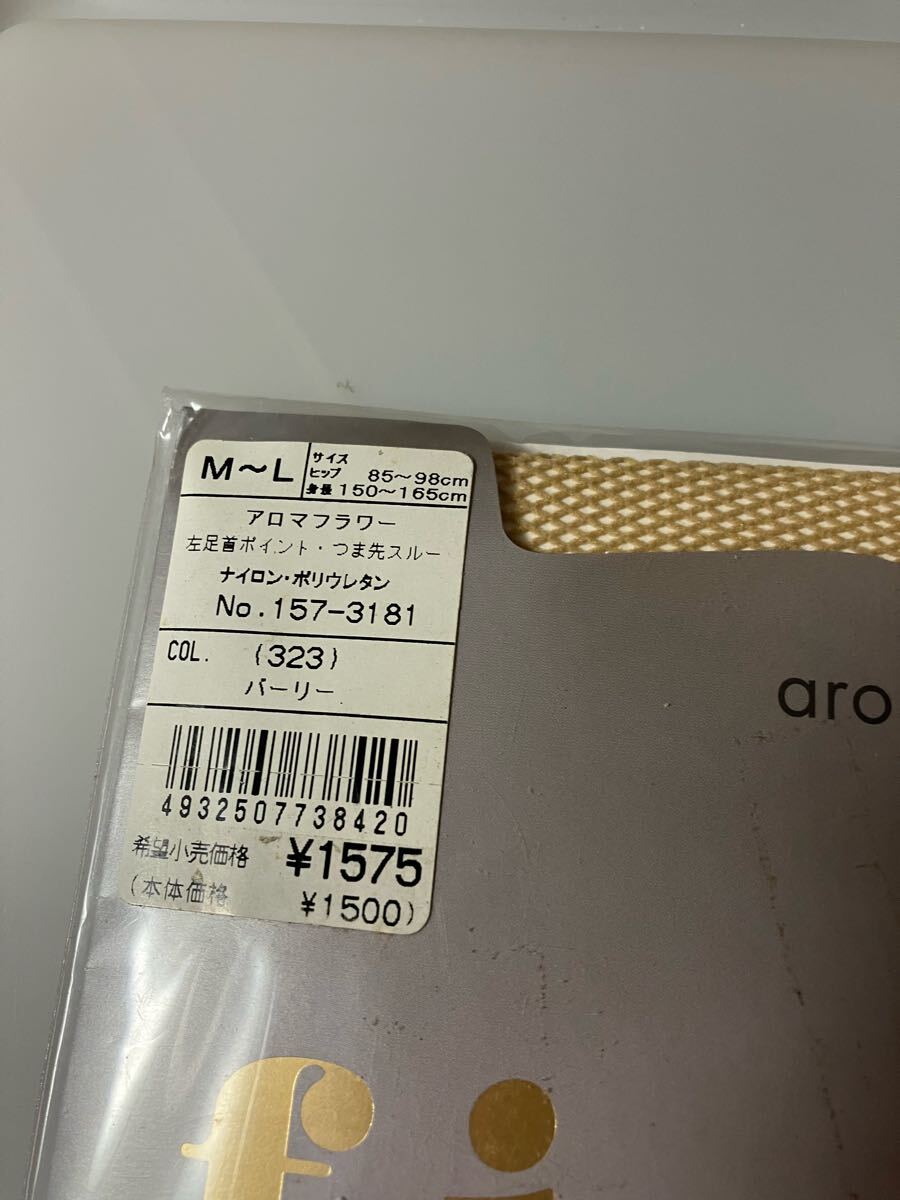 M～L
サイズ
ヒップ 85～98cm
身長 150～165cm
アロマフラワー
左足首ポイント・つま先スルー
ナイロン・ポリウレタン
No.157-3181
COL. (323)
バーリー
4932507738420
希望小売価格 ¥1575
(本体価格 ¥1500)
aro
fi